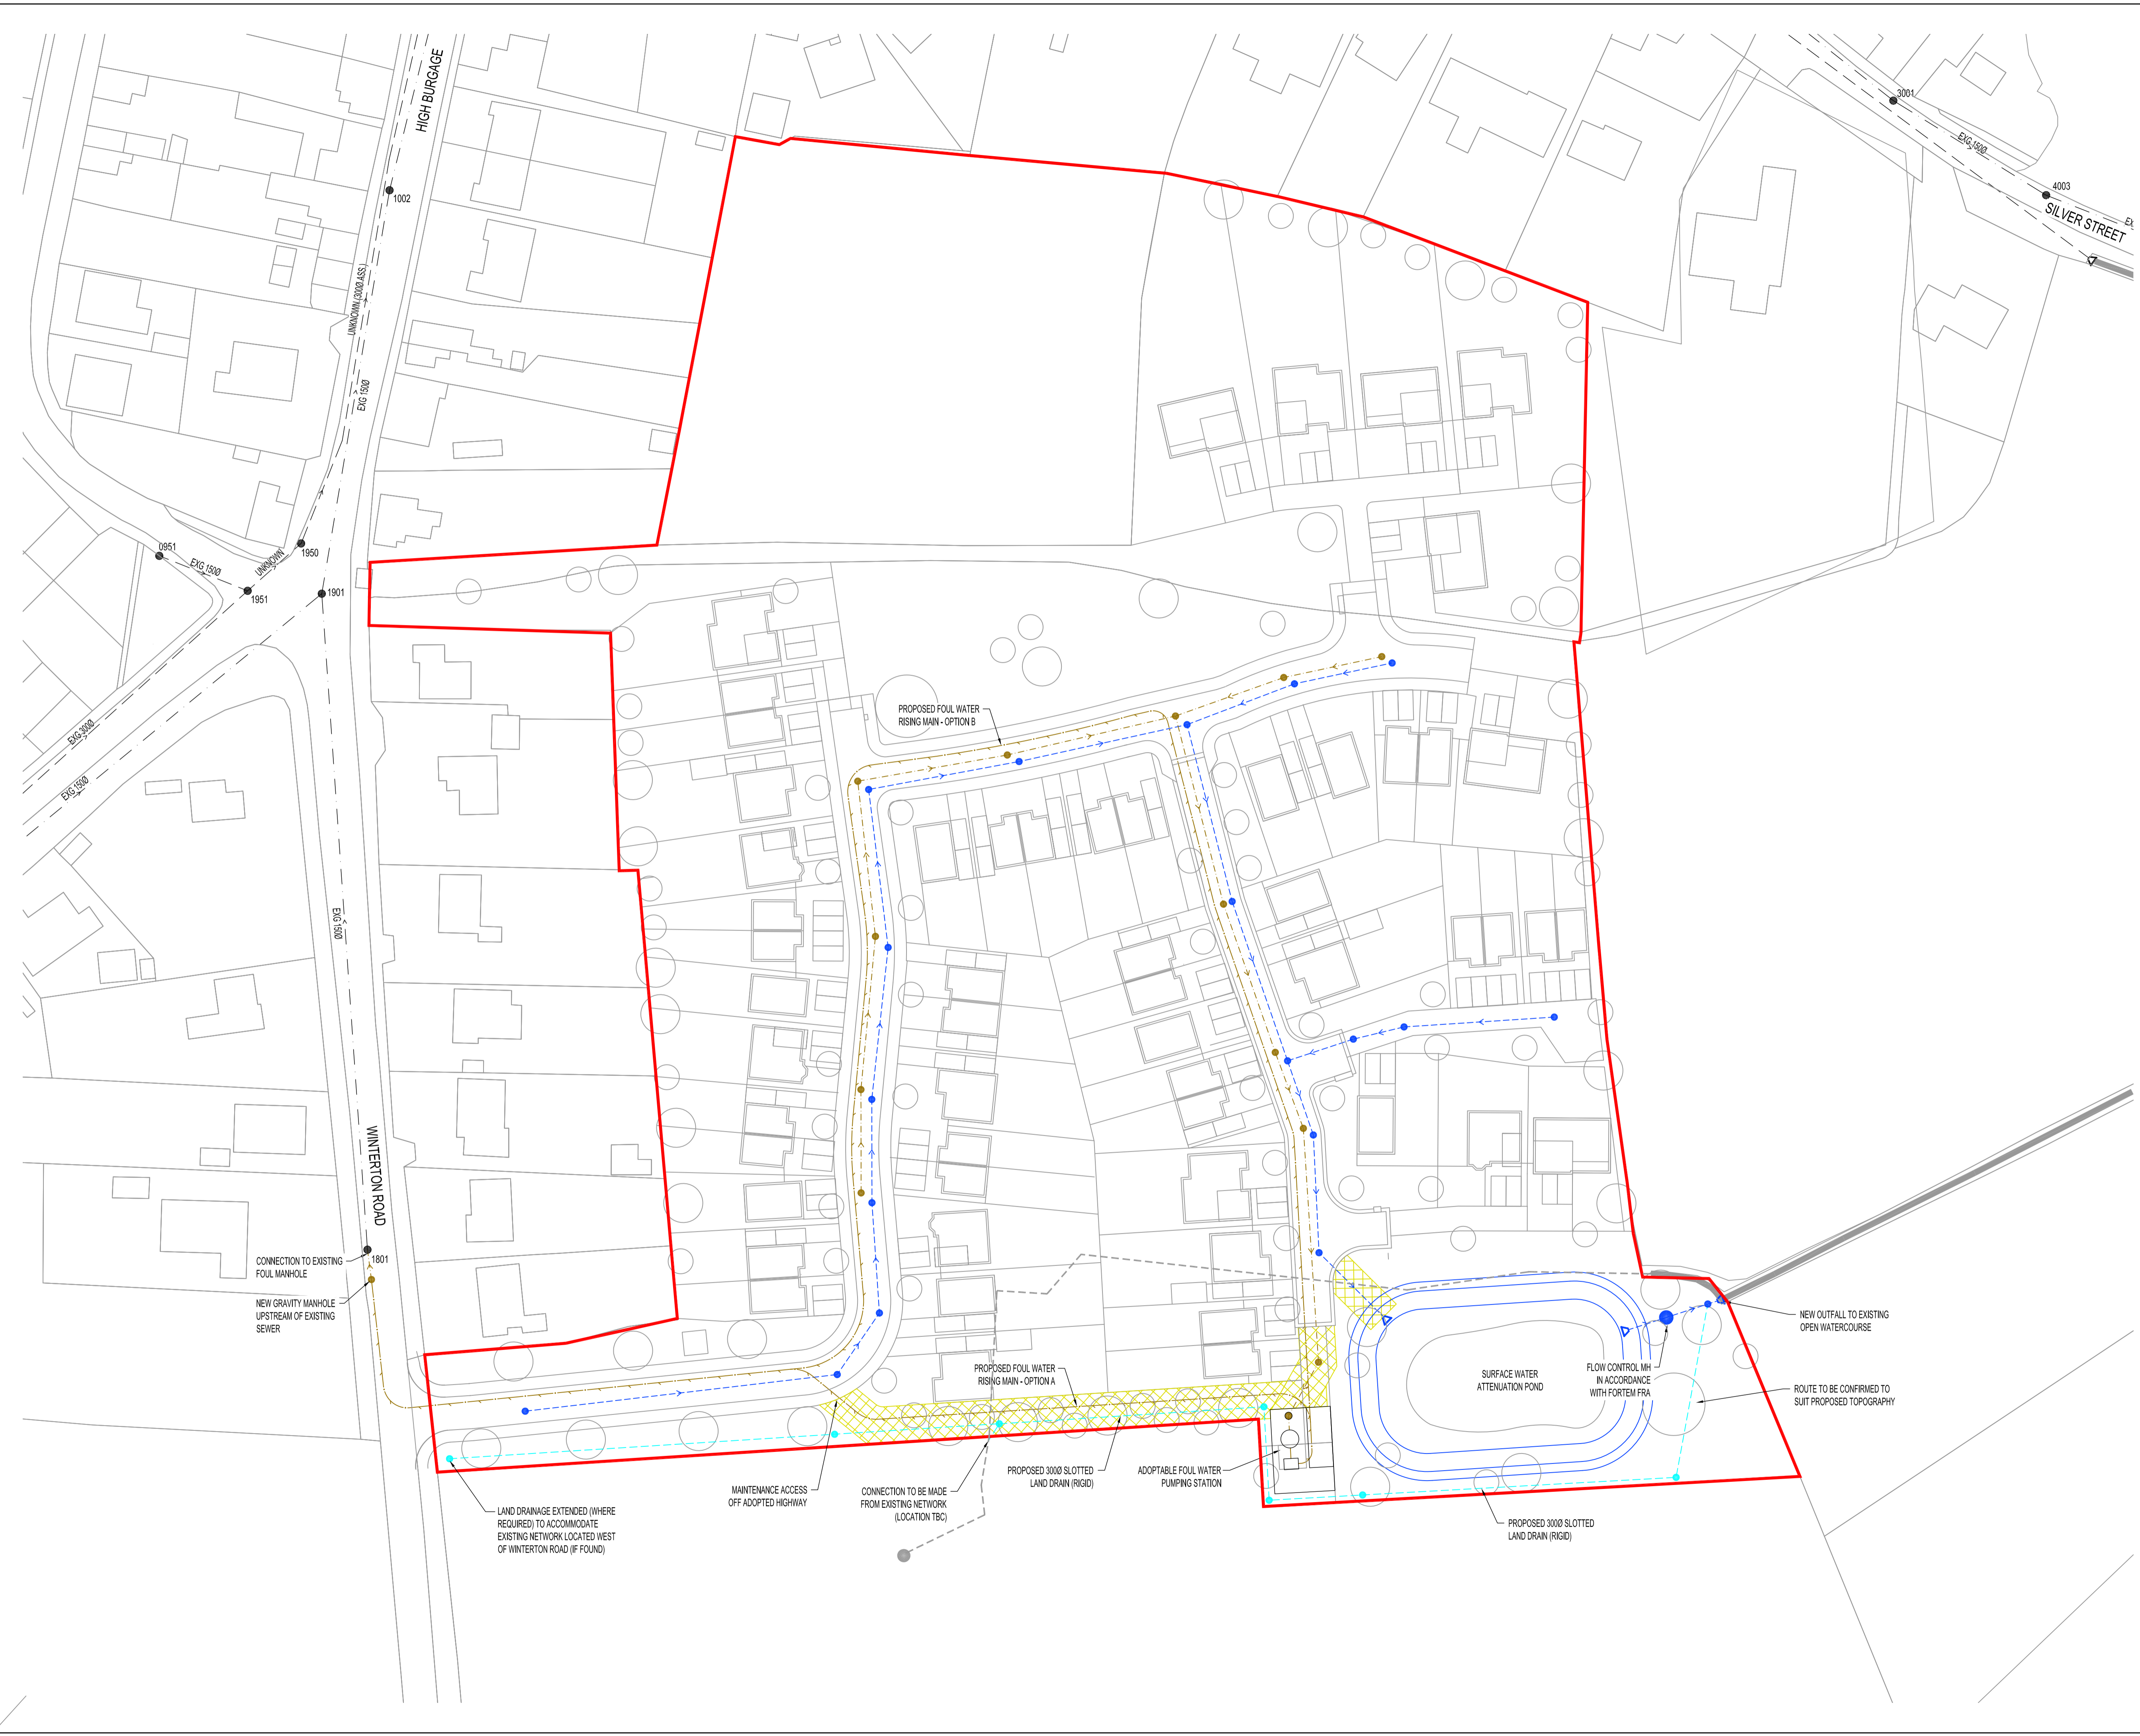 HIGH BURGAGE
3001
EXG 150Ø
4003
SILVER STREET
1002
UNKNOWN (300Ø ASS.)
EXG 150Ø
0951
EXG 150Ø
UNKNOWN
1950
1951
1901
EXG 300Ø
EXG 150Ø
PROPOSED FOUL WATER
RISING MAIN - OPTION B
EXG 150Ø
WINTERTON ROAD
CONNECTION TO EXISTING
FOUL MANHOLE
1801
NEW GRAVITY MANHOLE
UPSTREAM OF EXISTING
SEWER
NEW OUTFALL TO EXISTING
OPEN WATERCOURSE
PROPOSED FOUL WATER
RISING MAIN - OPTION A
SURFACE WATER
ATTENUATION POND
FLOW CONTROL MH
IN ACCORDANCE
WITH FORTEM FRA
ROUTE TO BE CONFIRMED TO
SUIT PROPOSED TOPOGRAPHY
MAINTENANCE ACCESS
OFF ADOPTED HIGHWAY
CONNECTION TO BE MADE
FROM EXISTING NETWORK
(LOCATION TBC)
PROPOSED 300Ø SLOTTED
LAND DRAIN (RIGID)
ADOPTABLE FOUL WATER
PUMPING STATION
LAND DRAINAGE EXTENDED (WHERE
REQUIRED) TO ACCOMMODATE
EXISTING NETWORK LOCATED WEST
OF WINTERTON ROAD (IF FOUND)
PROPOSED 300Ø SLOTTED
LAND DRAIN (RIGID)